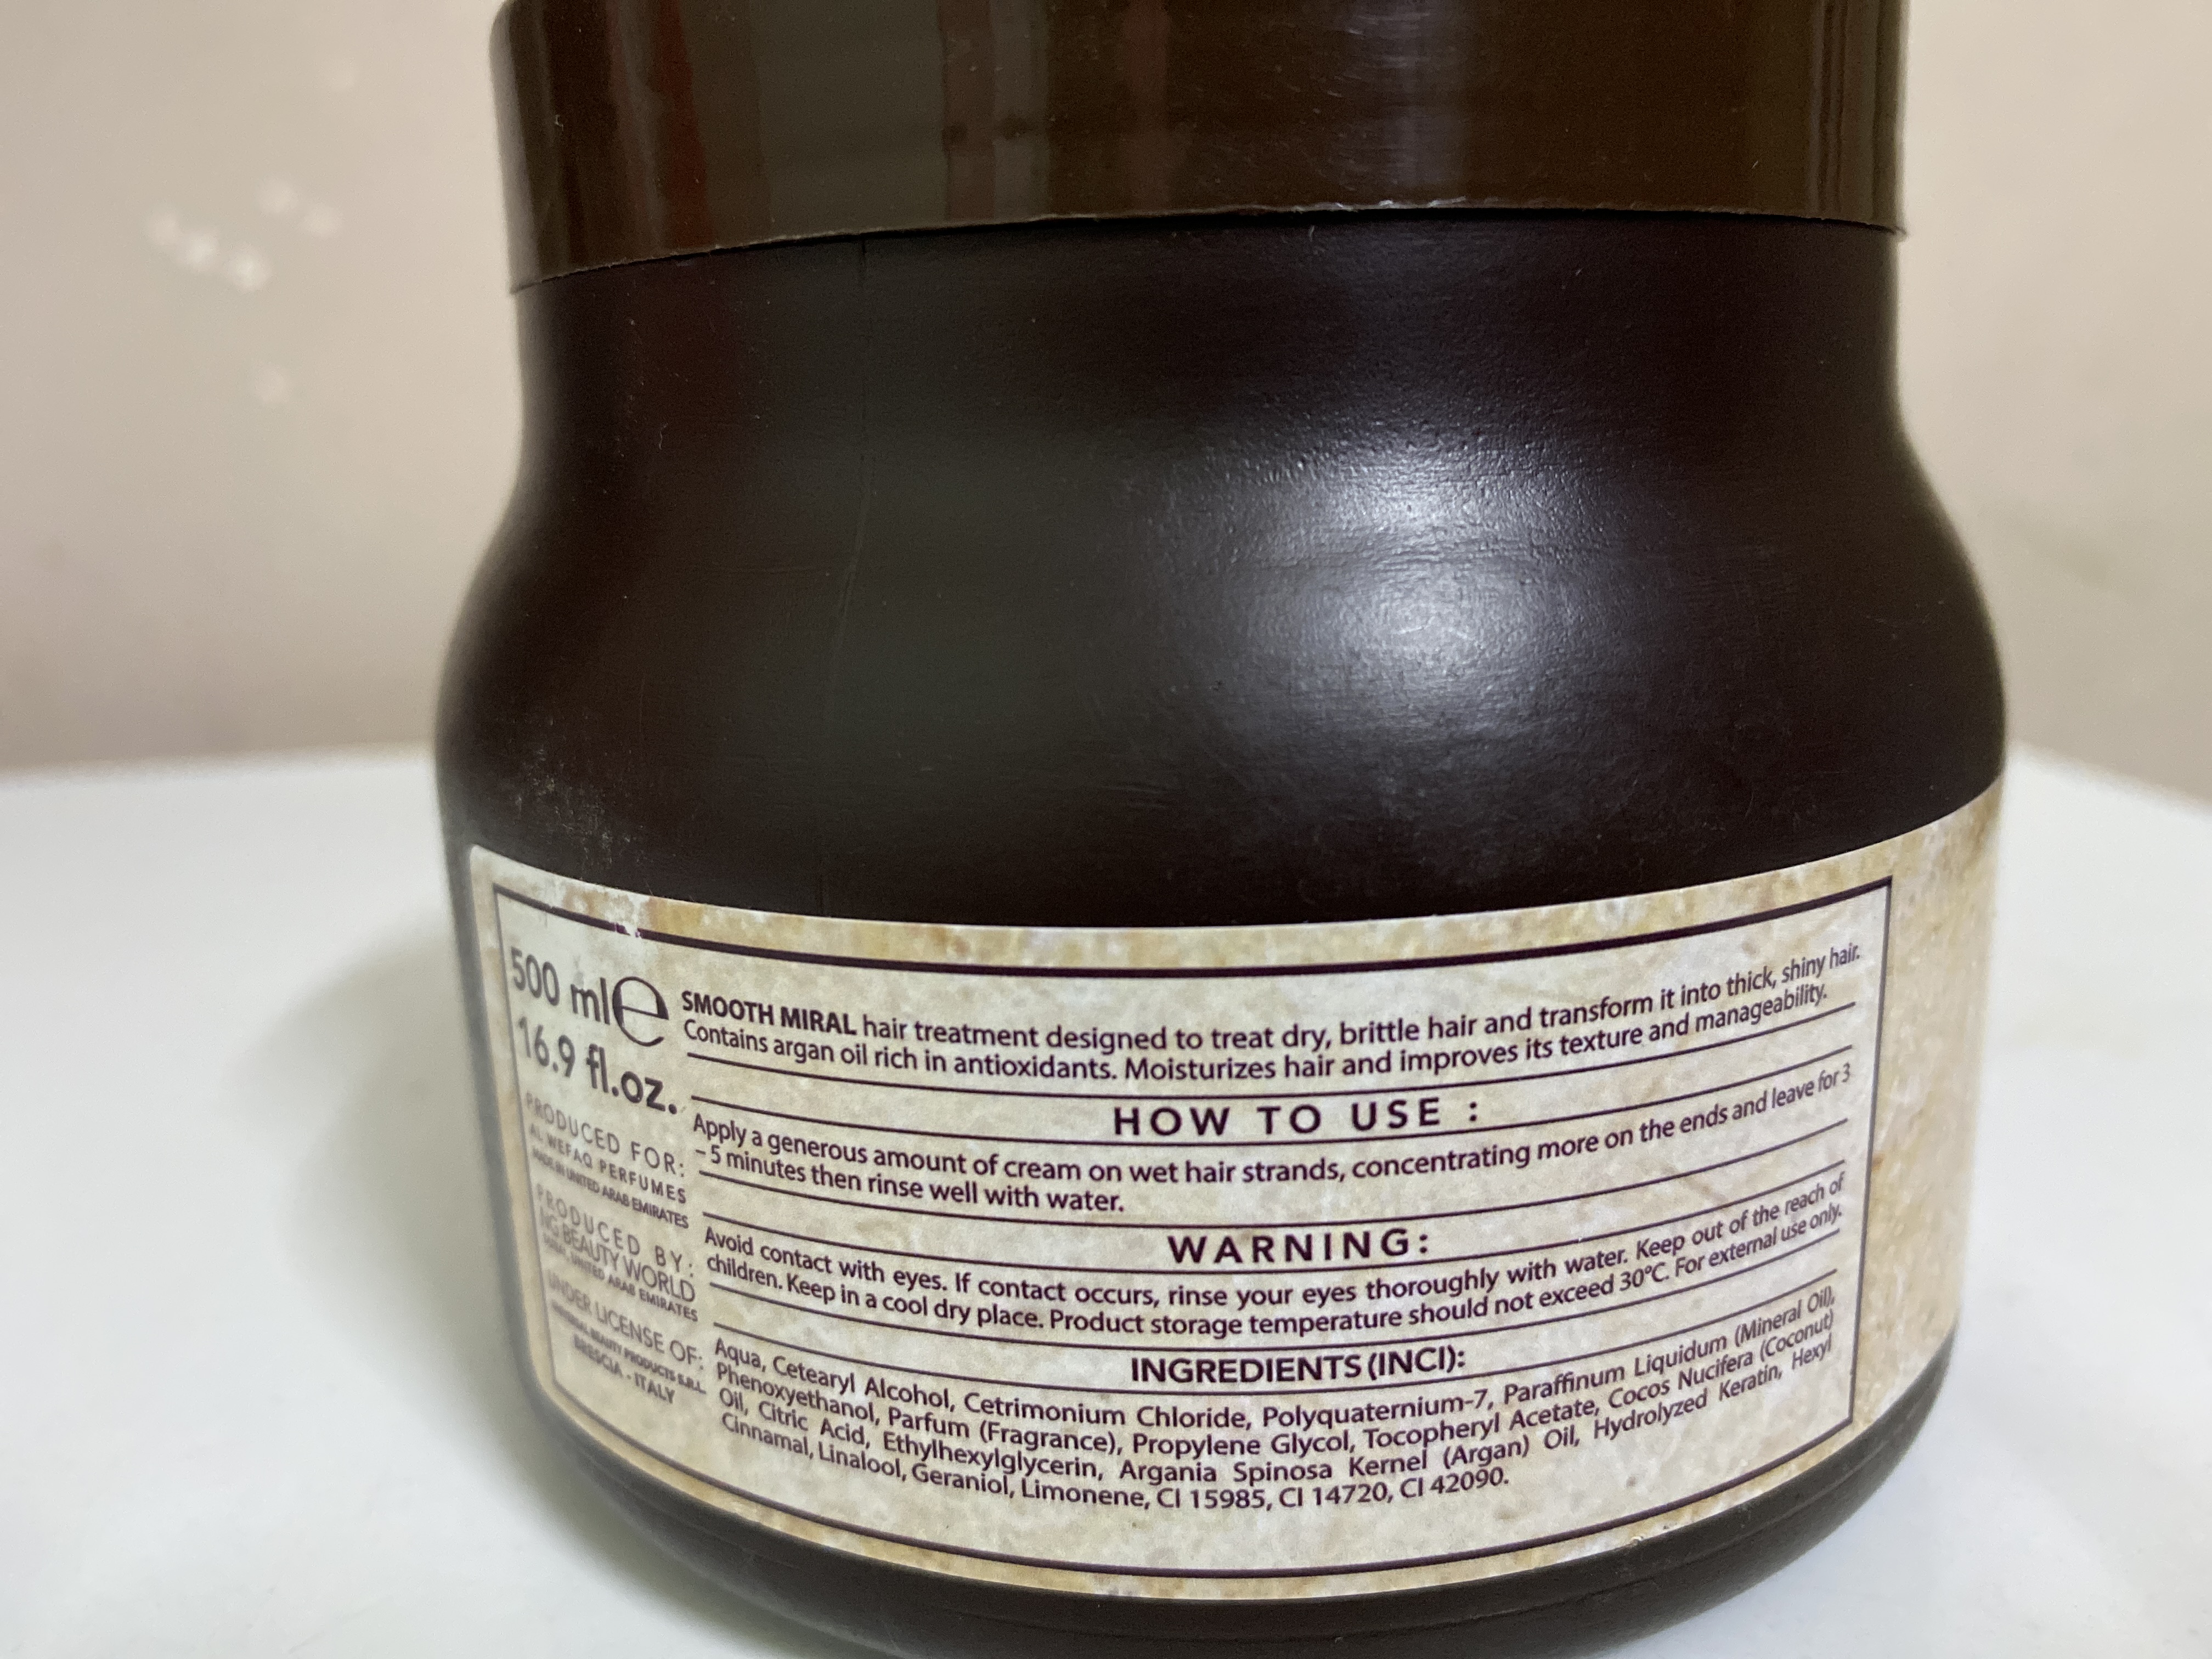 500 ml e
16.9 fl.oz.
PRODUCED FOR:
AL WEFAQ PERFUMES
MADE IN UNITED ARAB EMIRATES
PRODUCED BY:
NG BEAUTY WORLD
UNITED ARAB EMIRATES
UNDER LICENSE OF:
BEAUTY PRODUCTS S.R.L.
BRESCIA - ITALY
SMOOTH MIRAL hair treatment designed to treat dry, brittle hair and transform it into thick, shiny hair.
Contains argan oil rich in antioxidants. Moisturizes hair and improves its texture and manageability.
HOW TO USE :
Apply a generous amount of cream on wet hair strands, concentrating more on the ends and leave for 3
– 5 minutes then rinse well with water.
WARNING:
Avoid contact with eyes. If contact occurs, rinse your eyes thoroughly with water. Keep out of the reach of
children. Keep in a cool dry place. Product storage temperature should not exceed 30°C. For external use only.
INGREDIENTS (INCI):
Aqua, Cetearyl Alcohol, Cetrimonium Chloride, Polyquaternium-7, Paraffinum Liquidum (Mineral Oil),
Phenoxyethanol, Parfum (Fragrance), Propylene Glycol, Tocopheryl Acetate, Cocos Nucifera (Coconut)
Oil, Citric Acid, Ethylhexylglycerin, Argania Spinosa Kernel (Argan) Oil, Hydrolyzed Keratin, Hexyl
Cinnamal, Linalool, Geraniol, Limonene, CI 15985, CI 14720, CI 42090.